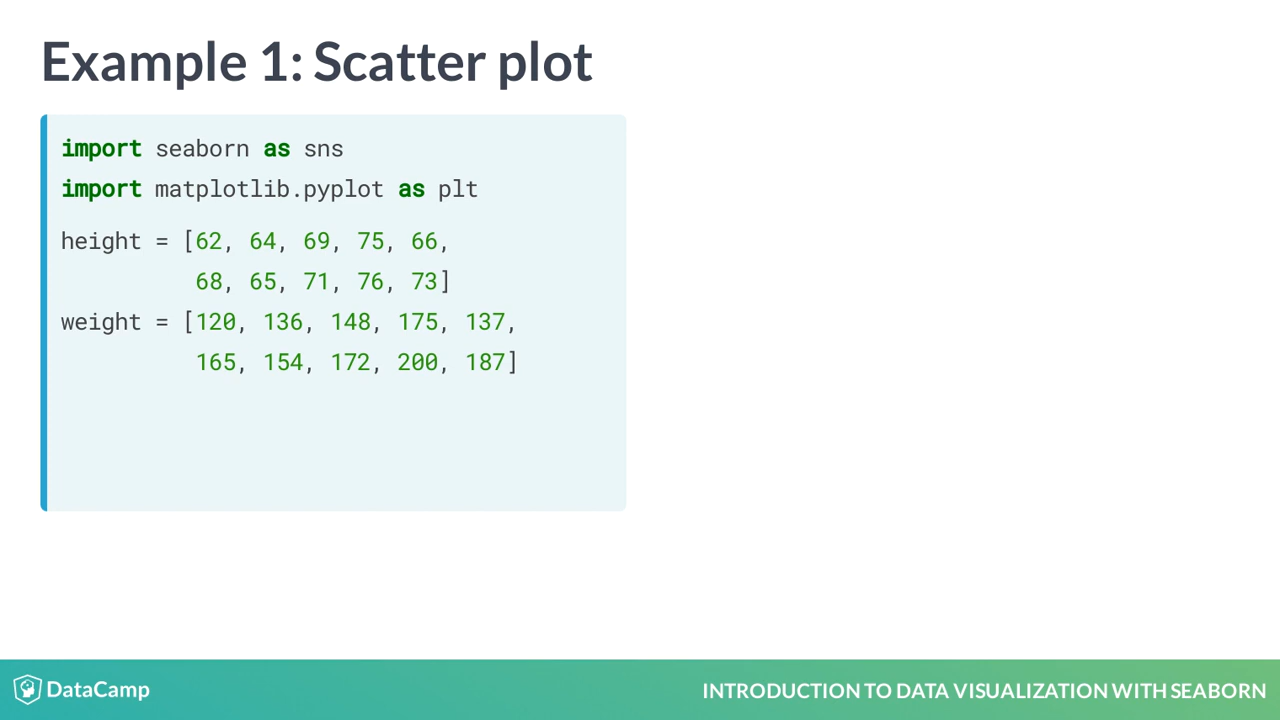 Example 1: Scatter plot
import seaborn as sns
import matplotlib.pyplot as plt
height = [62, 64, 69, 75, 66,
68, 65, 71, 76, 73]
weight = [120, 136, 148, 175, 137,
165, 154, 172, 200, 187]
DataCamp
INTRODUCTION TO DATA VISUALIZATION WITH SEABORN